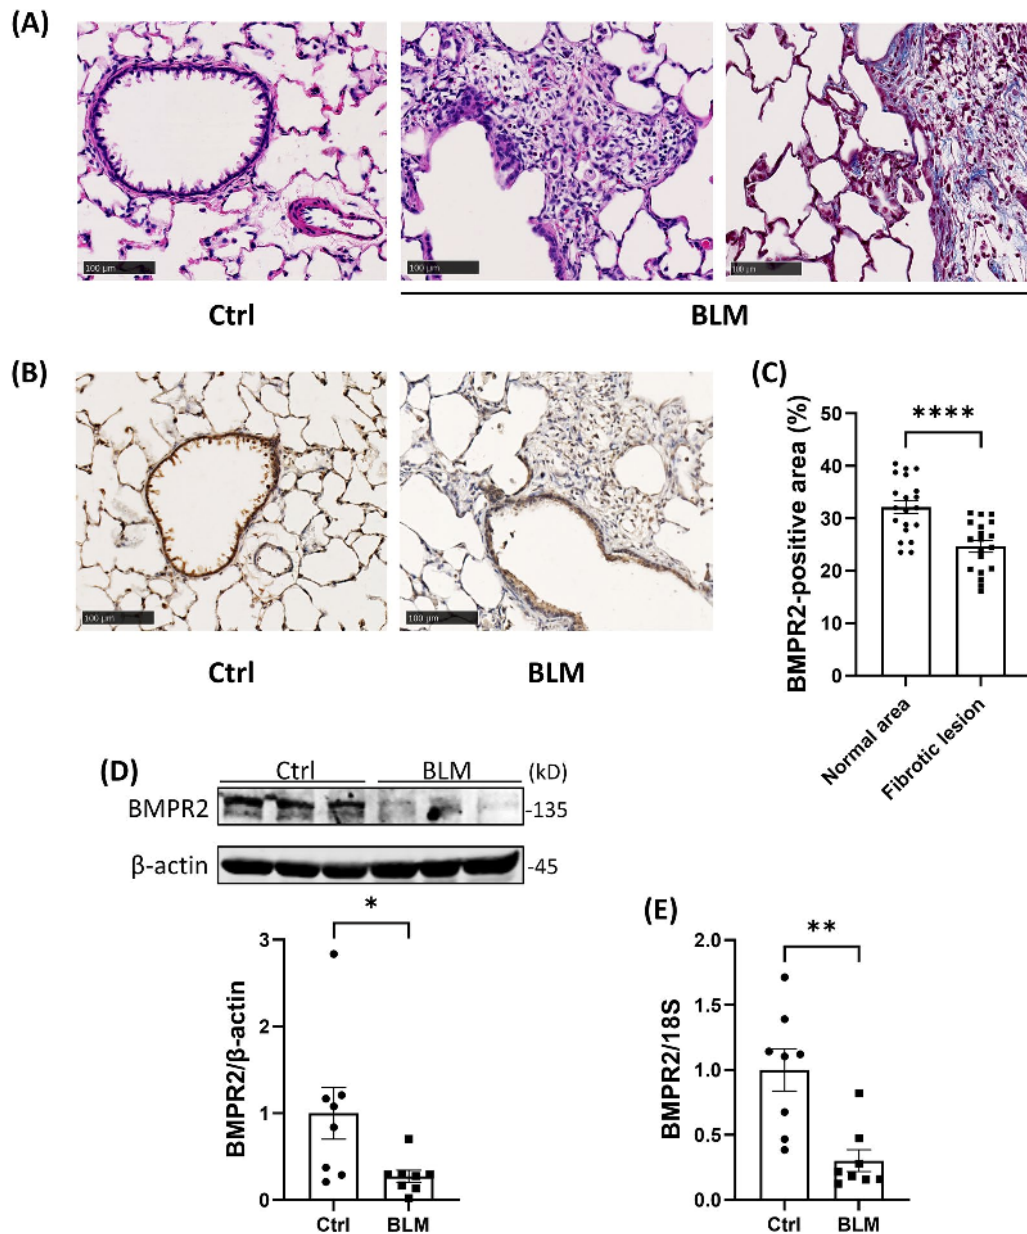 (A)
100 µm
100 µm
100 µm
Ctrl
BLM
(B)
100 µm
100 µm
Ctrl
BLM
(C)
BMPR2-positive area (%)
50
40
30
20
10
0
****
Normal area
Fibrotic lesion
(D)
Ctrl
BLM
(kD)
BMPR2
-135
β-actin
-45
*
BMPR2/β-actin
3
2
1
0
Ctrl
BLM
(E)
**
BMPR2/18S
2.0
1.5
1.0
0.5
0.0
Ctrl
BLM